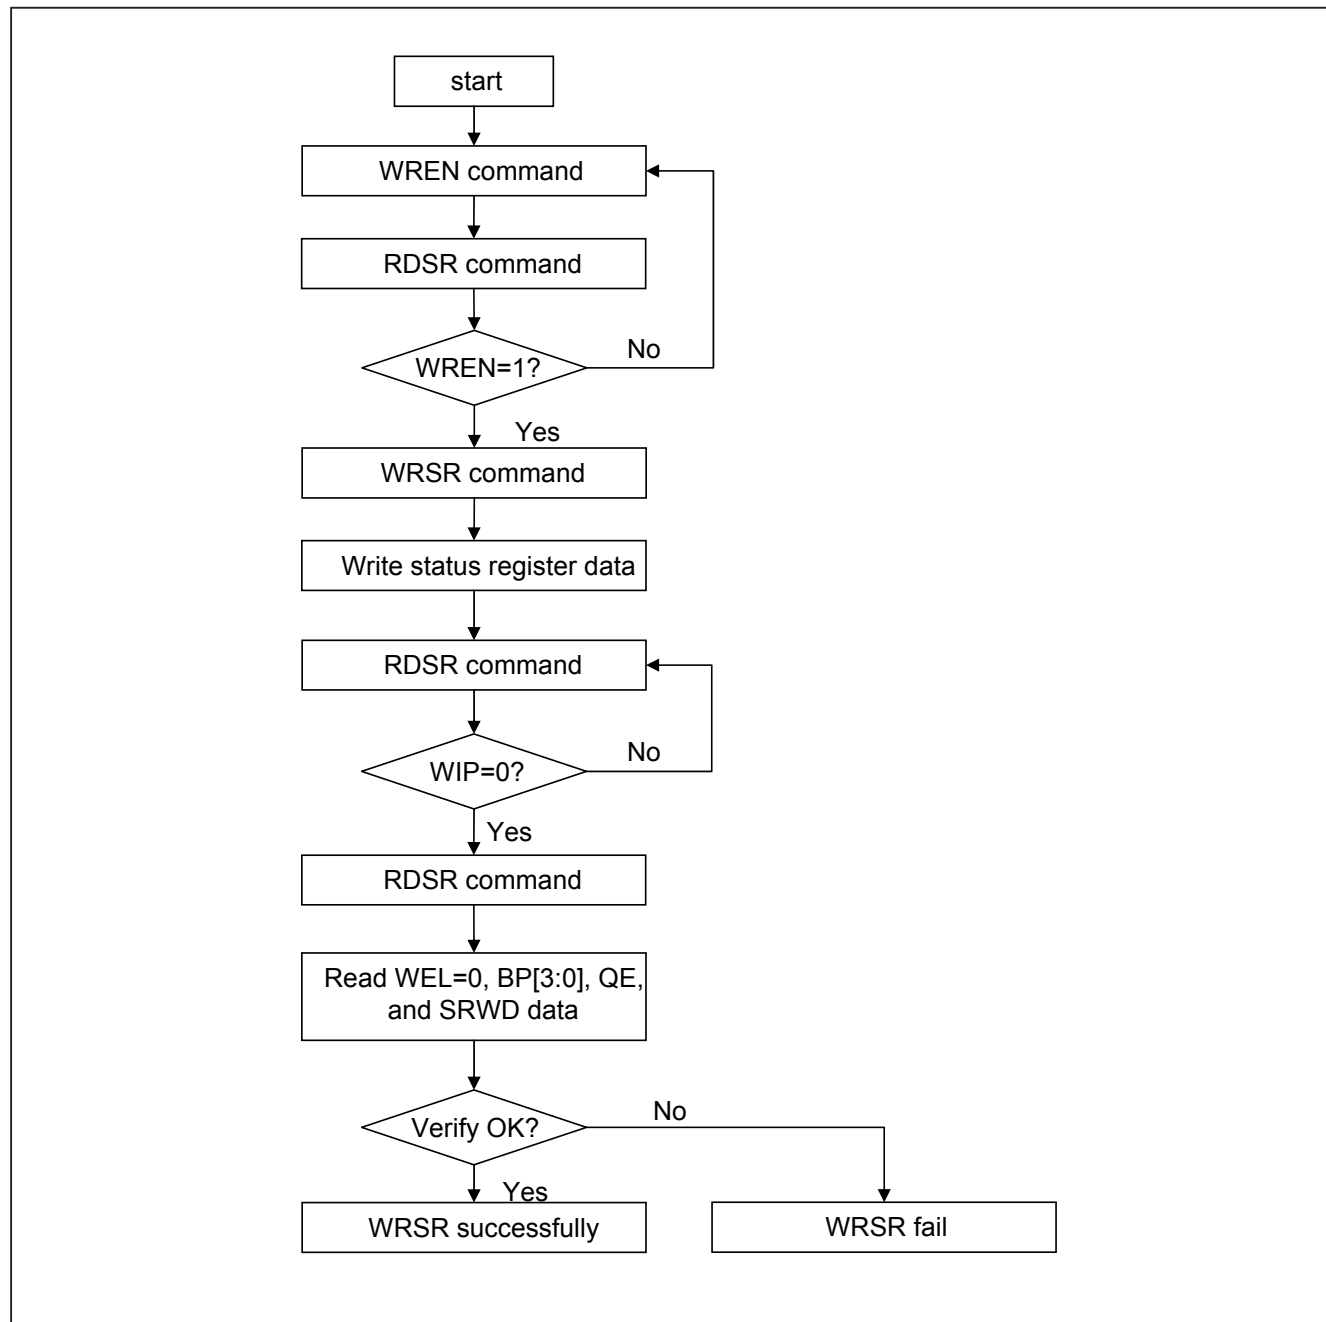 start
WREN command
RDSR command
WREN=1?
No
Yes
WRSR command
Write status register data
RDSR command
WIP=0?
No
Yes
RDSR command
Read WEL=0, BP[3:0], QE,
and SRWD data
Verify OK?
No
Yes
WRSR successfully
WRSR fail